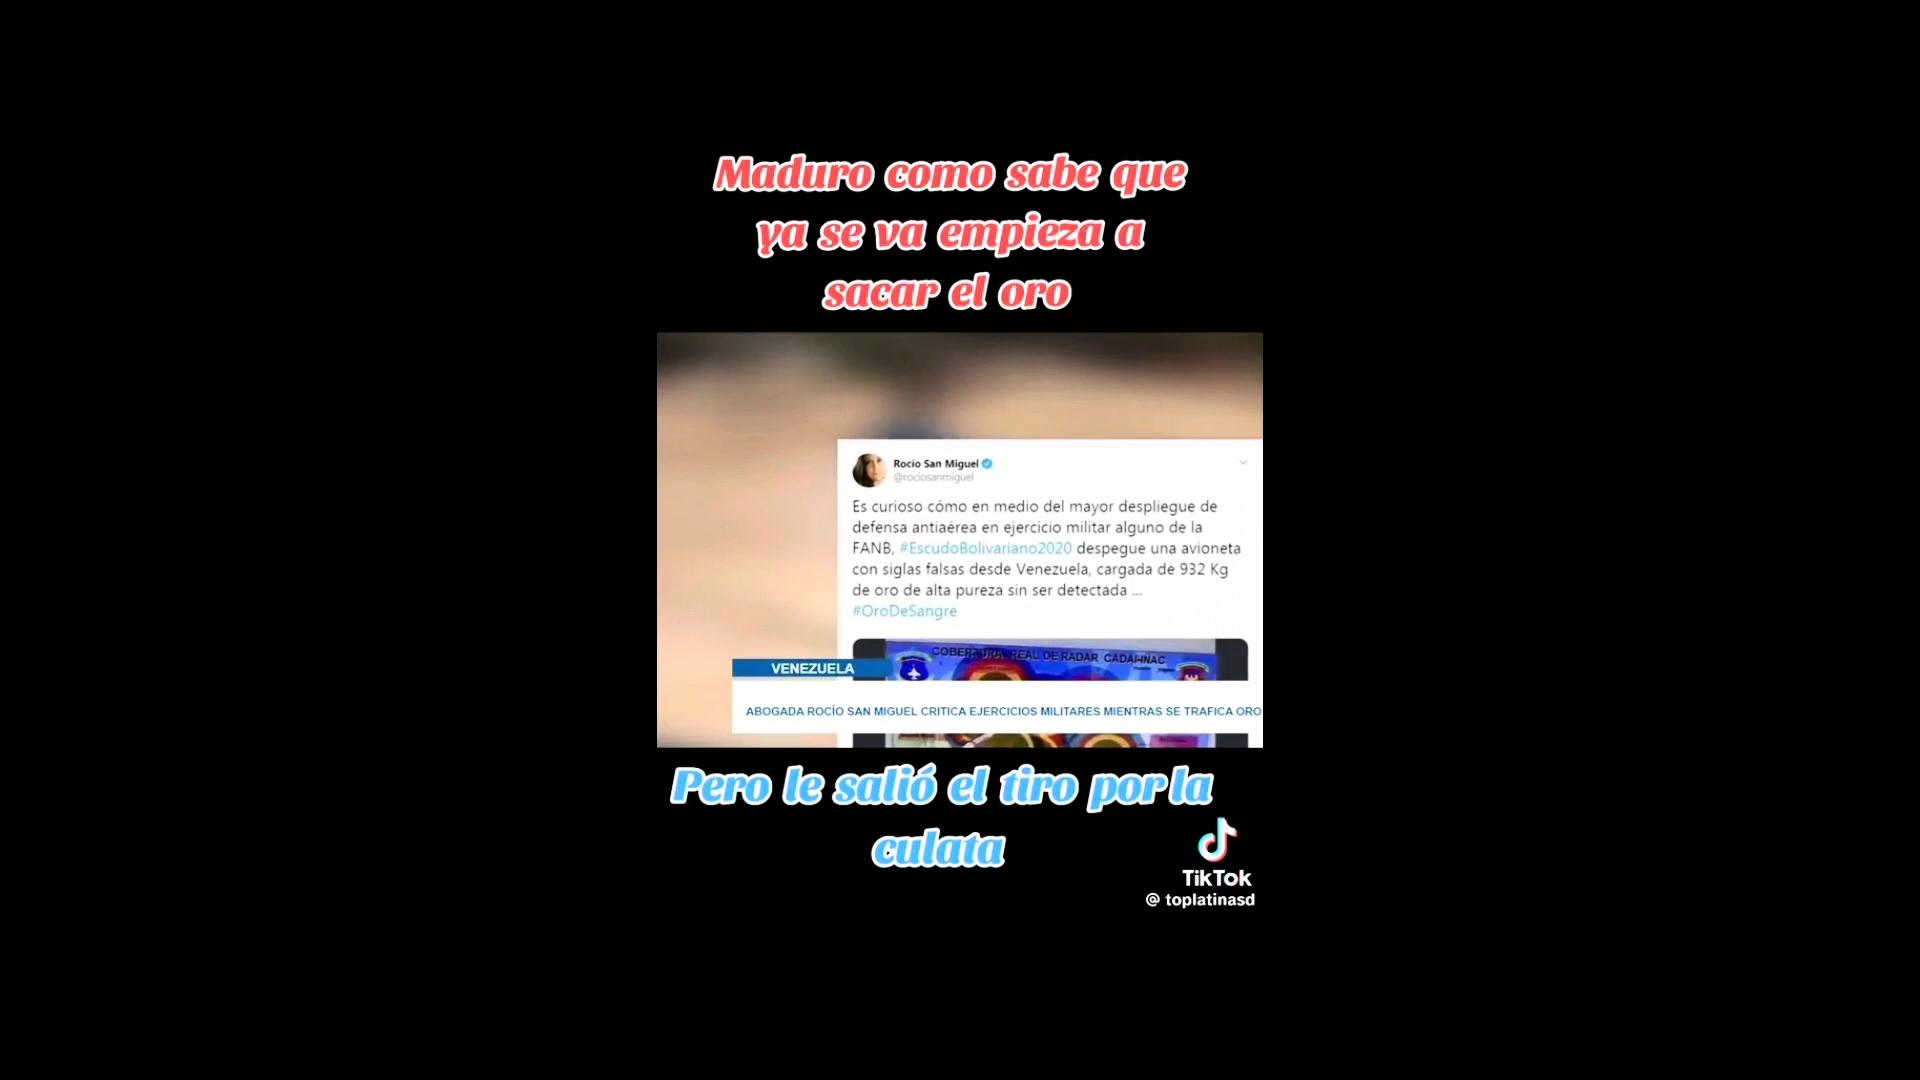 Maduro como sabe que
ya se va empieza a
sacar el oro
Rocío San Miguel
@rociosanmiguel
Es curioso cómo en medio del mayor despliegue de
defensa antiaérea en ejercicio militar alguno de la
FANB, #EscudoBolivariano2020 despegue una avioneta
con siglas falsas desde Venezuela, cargada de 932 Kg
de oro de alta pureza sin ser detectada ...
#OroDeSangre
COBERTURA REAL DE RADAR CADAFINAC
VENEZUELA
ABOGADA ROCÍO SAN MIGUEL CRITICA EJERCICIOS MILITARES MIENTRAS SE TRAFICA ORO
Pero le salió el tiro por la
culata
TikTok
@ toplatinasd